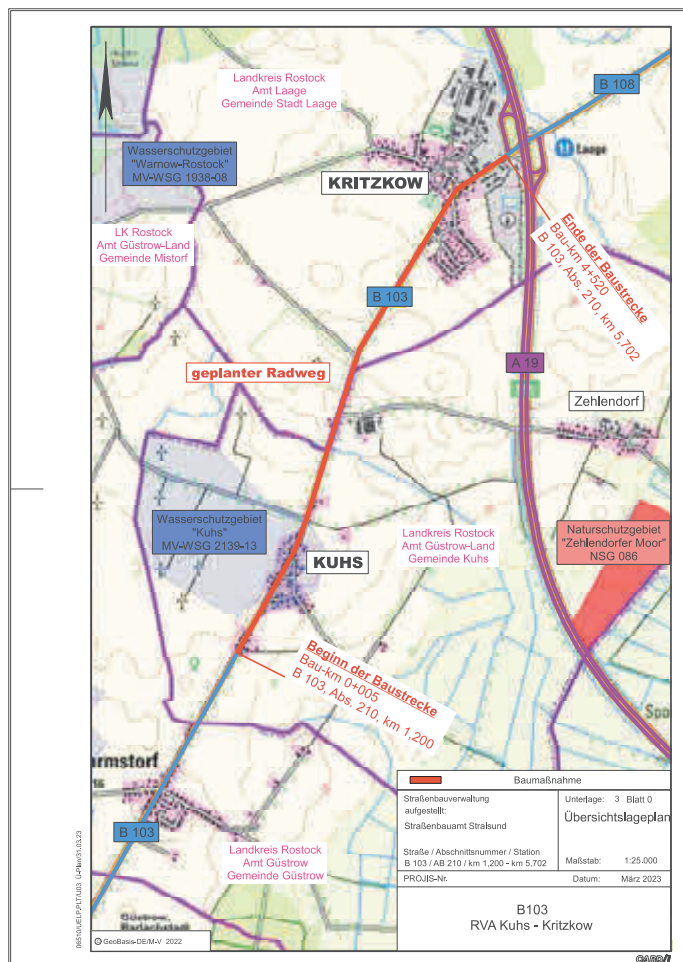 Landkreis Rostock
Amt Laage
Gemeinde Stadt Laage
B 108
Wasserschutzgebiet
"Warnow-Rostock"
MV-WSG 1938-08
KRITZKOW
Laage
LK Rostock
Amt Güstrow-Land
Gemeinde Mistorf
Ende der Baustrecke
Bau-km 4+520
B 103, Abs. 210, km 5,702
B 103
A 19
geplanter Radweg
Zehlendorf
Wasserschutzgebiet
"Kuhs"
MV-WSG 2139-13
Landkreis Rostock
Amt Güstrow-Land
Gemeinde Kuhs
Naturschutzgebiet
"Zehlendorfer Moor"
NSG 086
KUHS
Beginn der Baustrecke
Bau-km 0+005
B 103, Abs. 210, km 1,200
Spo
armstorf
B 103
Landkreis Rostock
Amt Güstrow
Gemeinde Güstrow
Güstrow,
© GeoBasis-DE/M-V 2022
Baumaßnahme
Straßenbauverwaltung
aufgestellt:
Straßenbauamt Stralsund
Straße / Abschnittsnummer / Station
B 103 / AB 210 / km 1,200 - km 5,702
Unterlage: 3 Blatt 0
Übersichtslageplan
Maßstab: 1:25.000
PROJIS-Nr.
Datum: März 2023
B103
RVA Kuhs - Kritzkow